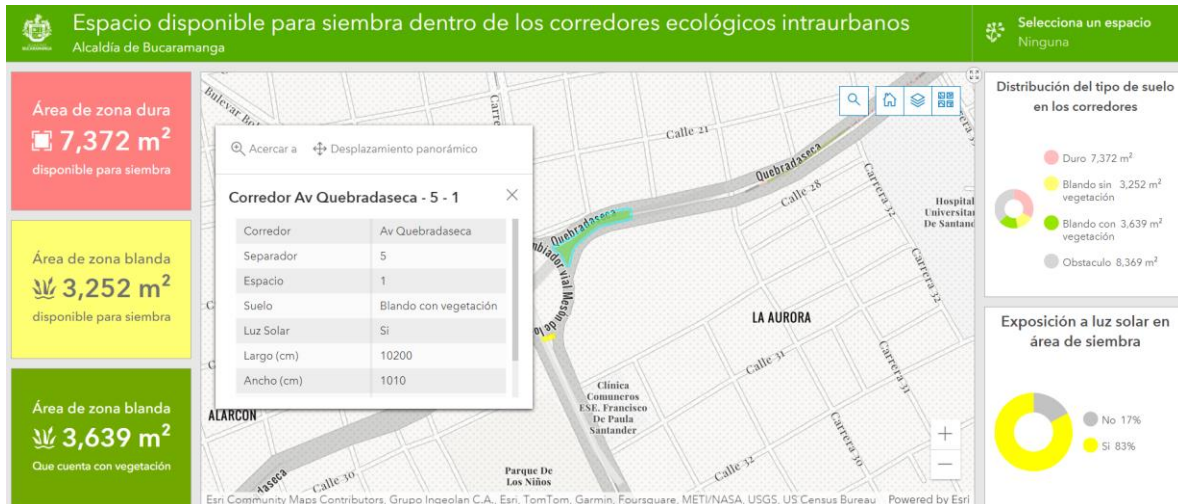 Espacio disponible para siembra dentro de los corredores ecológicos intraurbanos
Alcaldía de Bucaramanga
Selecciona un espacio
Ninguna
Área de zona dura
7,372 m²
disponible para siembra
Área de zona blanda
3,252 m²
disponible para siembra
Área de zona blanda
3,639 m²
Que cuenta con vegetación
Acercar a
Desplazamiento panorámico
Corredor Av Quebradaseca - 5 - 1
Corredor Av Quebradaseca
Separador 5
Espacio 1
Suelo Blando con vegetación
Luz Solar Si
Largo (cm) 10200
Ancho (cm) 1010
Calle 21
Quebradaseca
Calle 28
Carrera 32
Hospital
De Santand
Quebradaseca
vial Mesón de lo
Carrera 32
LA AURORA
Calle 31
Carrera 31
Clínica
Comuneros
ESE. Francisco
De Paula
Santander
ALARCON
Calle 30
Parque De
Los Niños
Calle 32
Carrera 30
Esri Community Maps Contributors, Grupo Ingeolan C.A., Esri, TomTom, Garmin, Foursquare, METI/NASA, USGS, US Census Bureau
Powered by Esri
Distribución del tipo de suelo
en los corredores
Duro 7,372 m²
Blando sin 3,252 m²
vegetación
Blando con 3,639 m²
vegetación
Obstaculo 8,369 m²
Exposición a luz solar en
área de siembra
No 17%
Si 83%